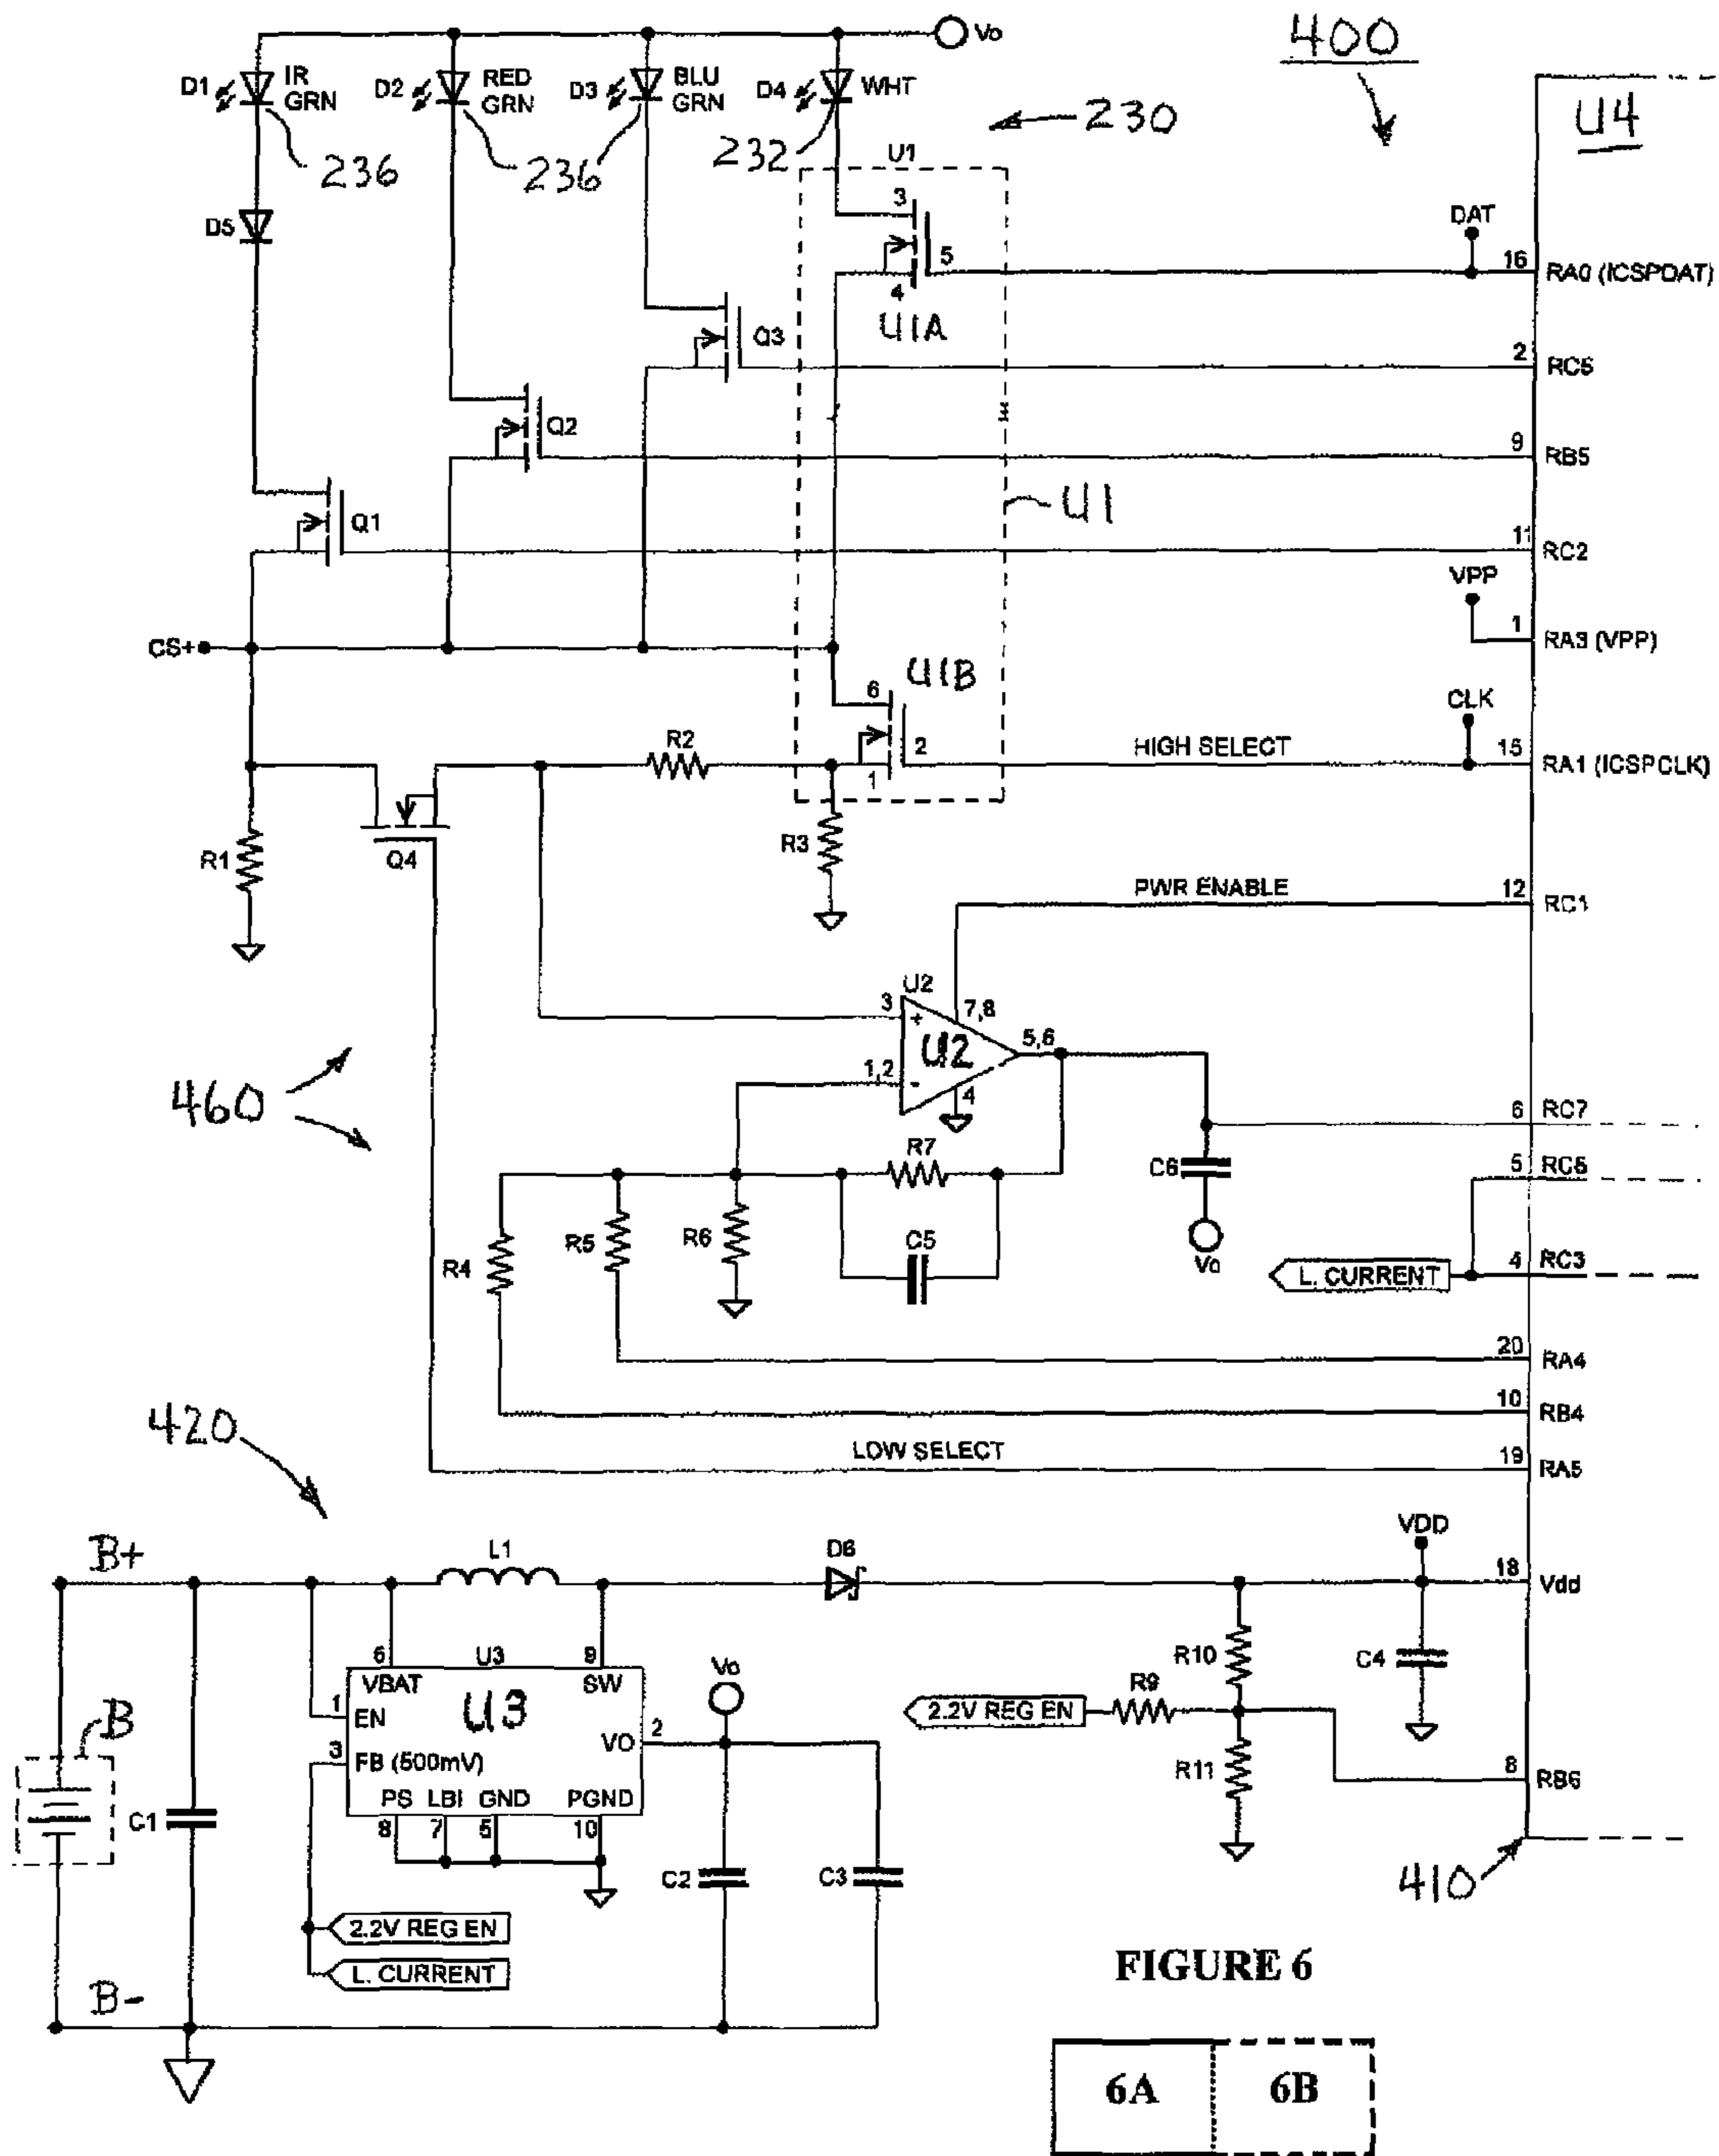 Vo
400
D1
IR
GRN
D2
RED
GRN
D3
BLU
GRN
D4
WHT
230
U4
236
236
232
U1
D5
3
5
4
U1A
DAT
16
RA0 (ICSPDAT)
Q3
2
RC5
Q2
9
RB5
U1
Q1
11
RC2
VPP
1
RA3 (VPP)
CS+
U1B
6
2
1
CLK
HIGH SELECT
15
RA1 (ICSPCLK)
R2
R1
Q4
R3
PWR ENABLE
12
RC1
U2
3
+
7,8
U2
5,6
1,2
-
4
460
6
RC7
R7
C6
5
RC6
R4
R5
R6
C5
Vo
L. CURRENT
4
RC3
20
RA4
10
RB4
420
LOW SELECT
19
RA5
B+
L1
D6
VDD
18
Vdd
6
U3
9
VBAT
SW
Vo
R10
C4
1
EN
U3
R9
2.2V REG EN
B
3
FB (500mV)
VO
2
R11
8
RB6
PS
LBI
GND
PGND
C1
8
7
5
10
C2
C3
410
2.2V REG EN
L. CURRENT
B-
FIGURE 6
6A
6B